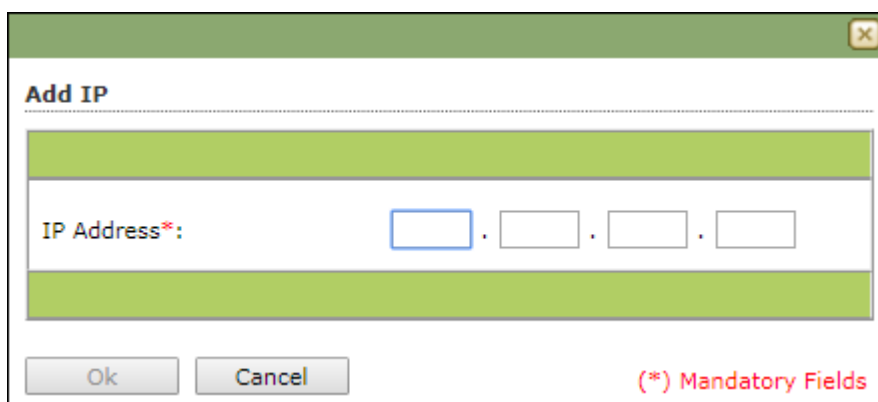 Add IP
IP Address*: . . .
Ok Cancel (*) Mandatory Fields